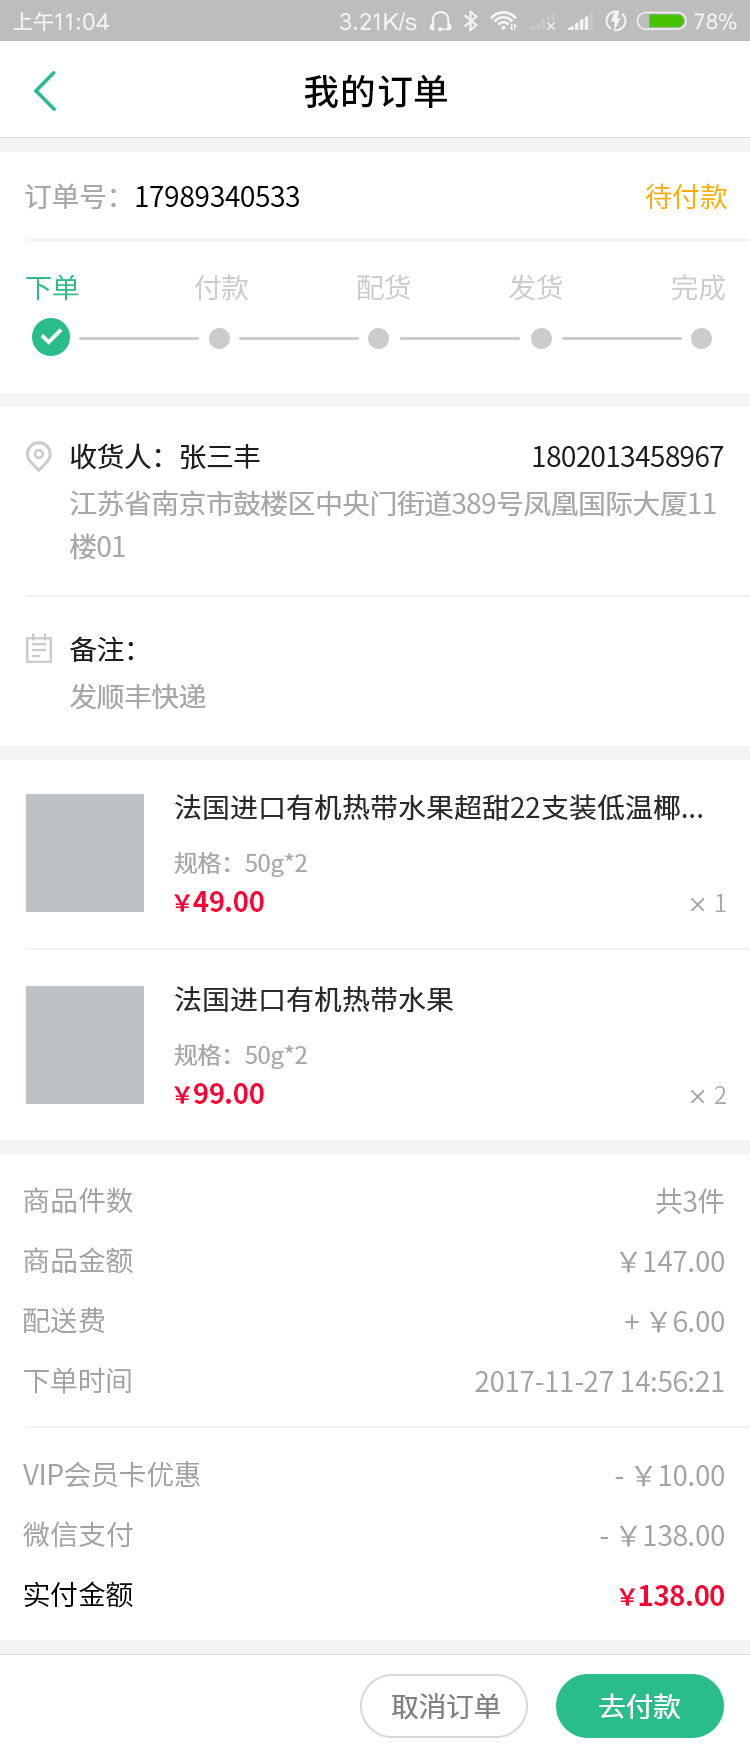 上午11:04 3.21K/s 78%
我的订单
订单号：17989340533 待付款
下单 付款 配货 发货 完成
收货人：张三丰 1802013458967
江苏省南京市鼓楼区中央门街道389号凤凰国际大厦11
楼01
备注：
发顺丰快递
法国进口有机热带水果超甜22支装低温椰...
规格：50g*2
¥49.00 × 1
法国进口有机热带水果
规格：50g*2
¥99.00 × 2
商品件数 共3件
商品金额 ￥147.00
配送费 + ￥6.00
下单时间 2017-11-27 14:56:21
VIP会员卡优惠 - ￥10.00
微信支付 - ￥138.00
实付金额 ¥138.00
取消订单 去付款